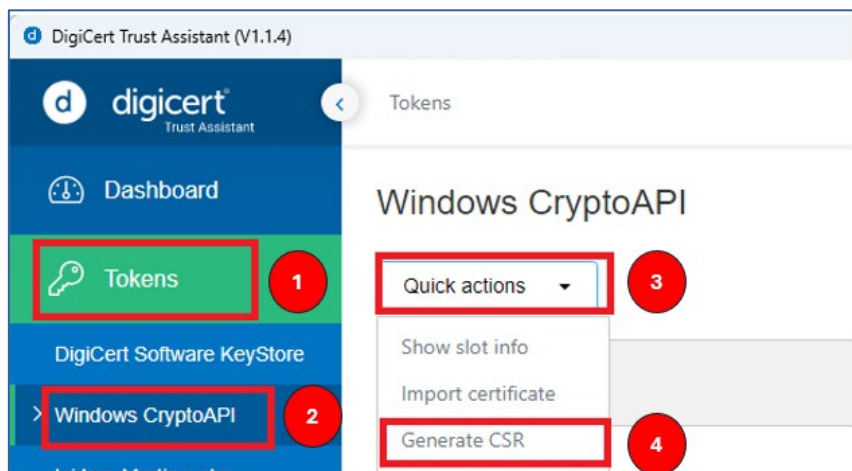 DigiCert Trust Assistant (V1.1.4)
digicert
Trust Assistant
Tokens
Dashboard
Windows CryptoAPI
Tokens
1
Quick actions
3
Show slot info
DigiCert Software KeyStore
Import certificate
Windows CryptoAPI
2
Generate CSR
4